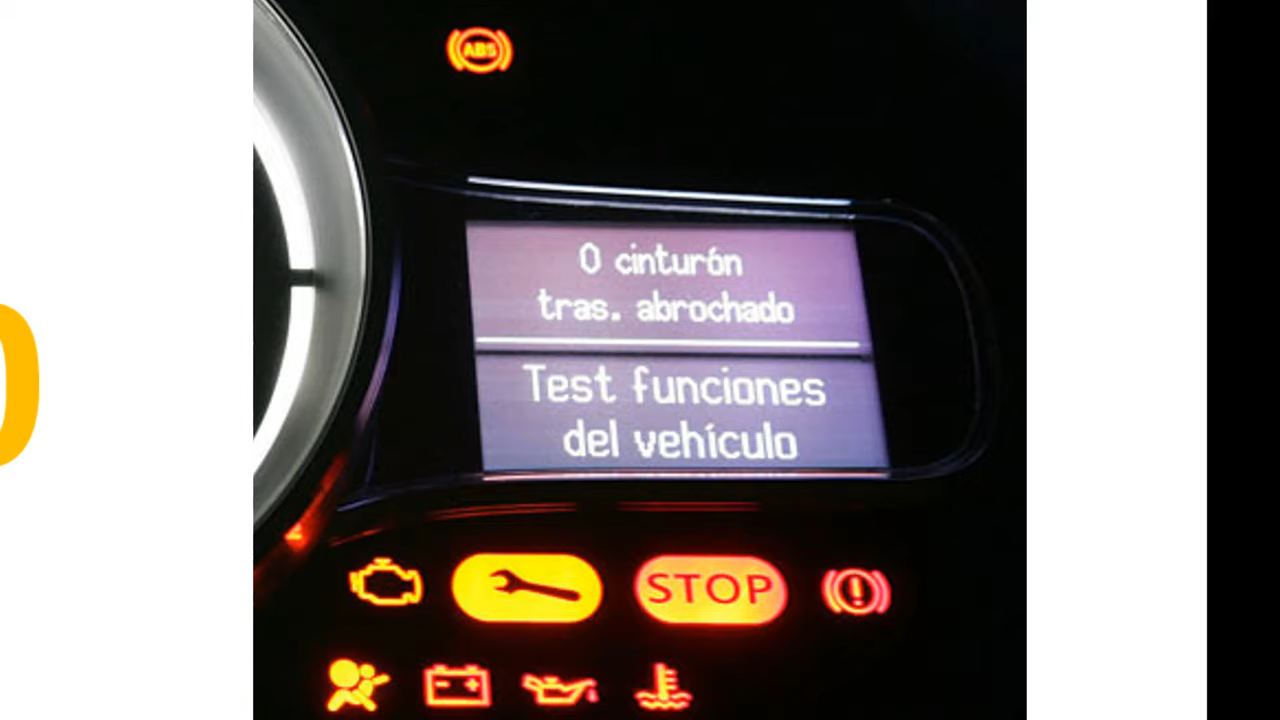 ABS
0 cinturón
tras. abrochado
Test funciones
del vehículo
STOP